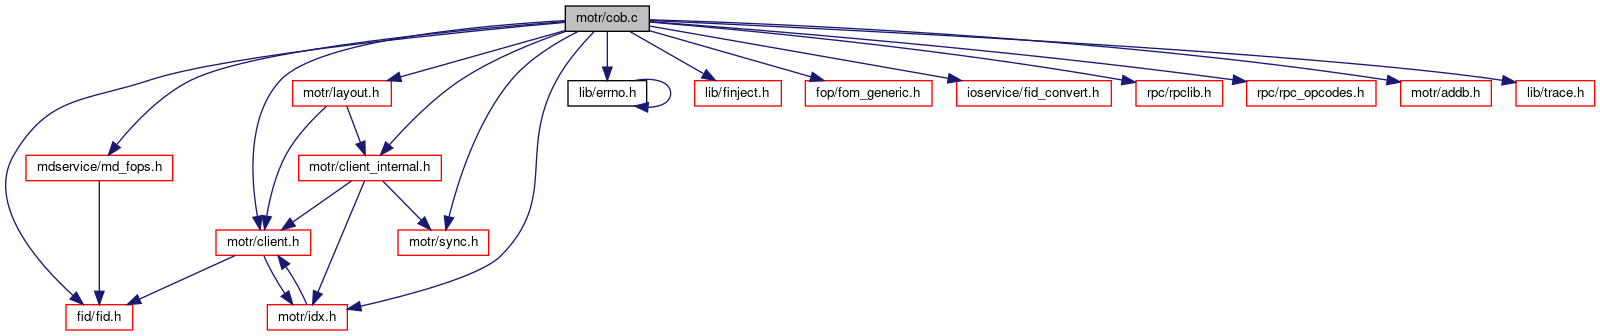 motr/cob.c
motr/layout.h
lib/errno.h
lib/finject.h
fop/fom_generic.h
ioservice/fid_convert.h
rpc/rpclib.h
rpc/rpc_opcodes.h
motr/addb.h
lib/trace.h
mdservice/md_fops.h
motr/client_internal.h
motr/client.h
motr/sync.h
fid/fid.h
motr/idx.h